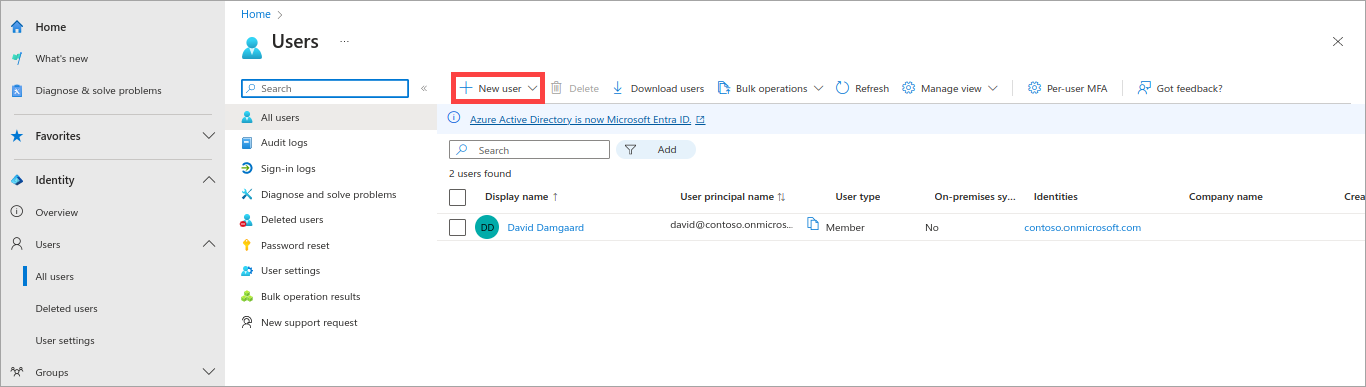 Home
What's new
Diagnose & solve problems
Favorites
Identity
Overview
Users
All users
Deleted users
User settings
Groups
Home
Users ...
Search
All users
Audit logs
Sign-in logs
Diagnose and solve problems
Deleted users
Password reset
User settings
Bulk operation results
New support request
New user Delete Download users Bulk operations Refresh Manage view Per-user MFA Got feedback?
Azure Active Directory is now Microsoft Entra ID.
Search Add
2 users found
Display name User principal name User type On-premises sy... Identities Company name Crea
DD David Damgaard david@contoso.onmicros... Member No contoso.onmicrosoft.com